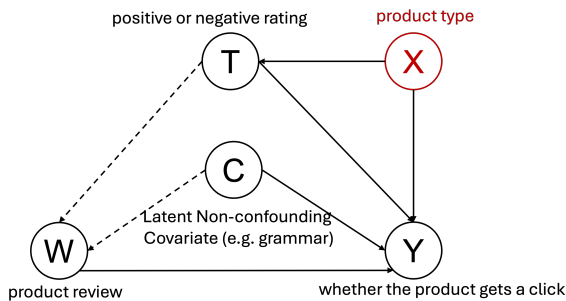 positive or negative rating
product type
T
X
C
Latent Non-confounding
Covariate (e.g. grammar)
W
Y
product review
whether the product gets a click